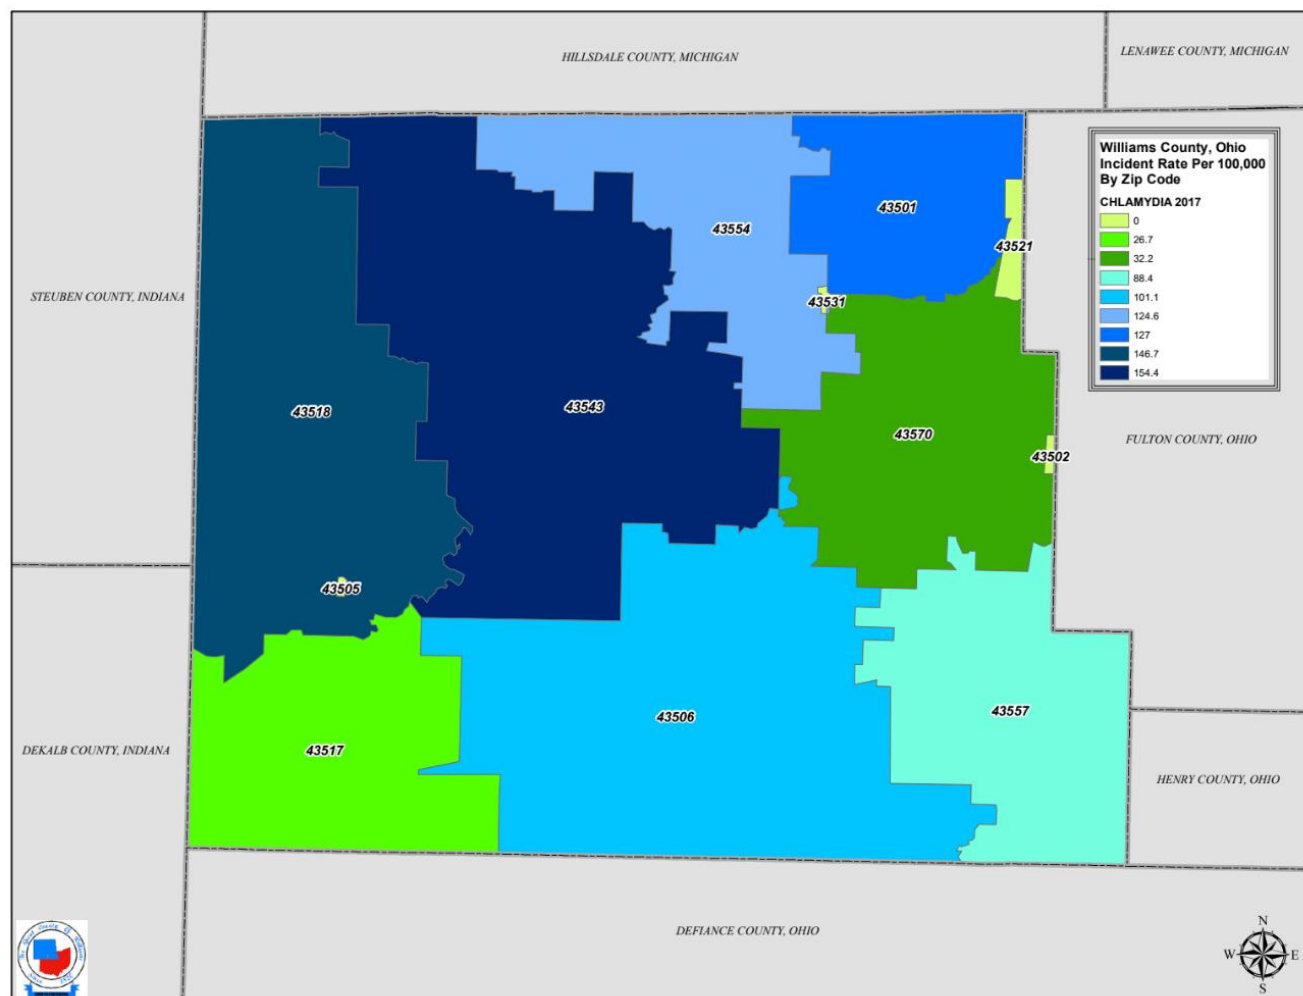 HILLSDALE COUNTY, MICHIGAN
LENAWEE COUNTY, MICHIGAN
Williams County, Ohio
Incident Rate Per 100,000
By Zip Code
CHLAMYDIA 2017
0
26.7
32.2
88.4
101.1
124.6
127
146.7
154.4
43501
43554
43521
STEUBEN COUNTY, INDIANA
43531
43518
43543
43570
43502
FULTON COUNTY, OHIO
43505
43506
43557
43517
DEKALB COUNTY, INDIANA
HENRY COUNTY, OHIO
DEFIANCE COUNTY, OHIO
N
W
E
S